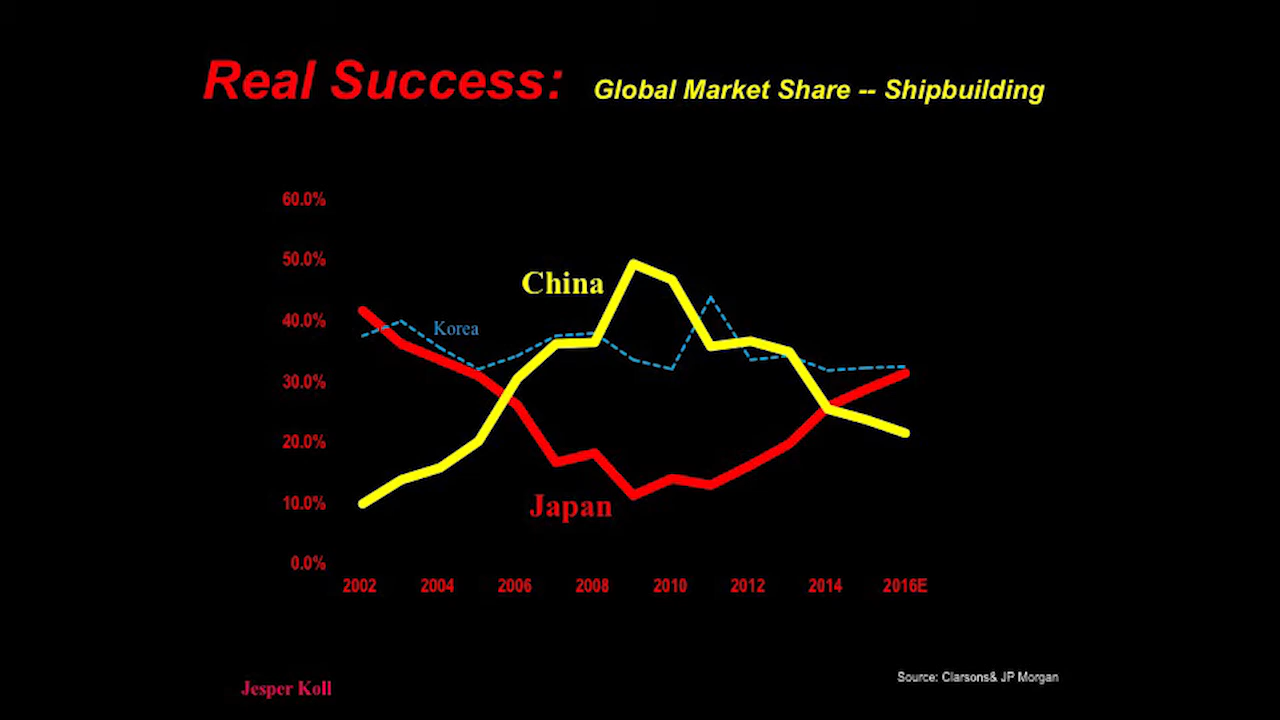 Real Success: Global Market Share -- Shipbuilding
60.0%
50.0%
40.0%
30.0%
20.0%
10.0%
0.0%
China
Korea
Japan
2002 2004 2006 2008 2010 2012 2014 2016E
Source: Clarsons& JP Morgan
Jesper Koll